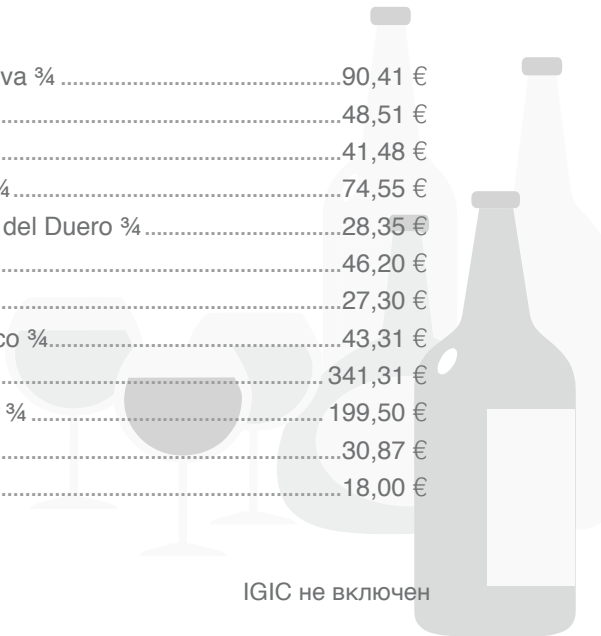 va ¾ ........................................................90,41 €
........................................................48,51 €
........................................................41,48 €
¾........................................................74,55 €
del Duero ¾........................................28,35 €
........................................................46,20 €
........................................................27,30 €
co ¾........................................................43,31 €
........................................................341,31 €
¾ ........................................................199,50 €
........................................................30,87 €
........................................................18,00 €
IGIC не включен